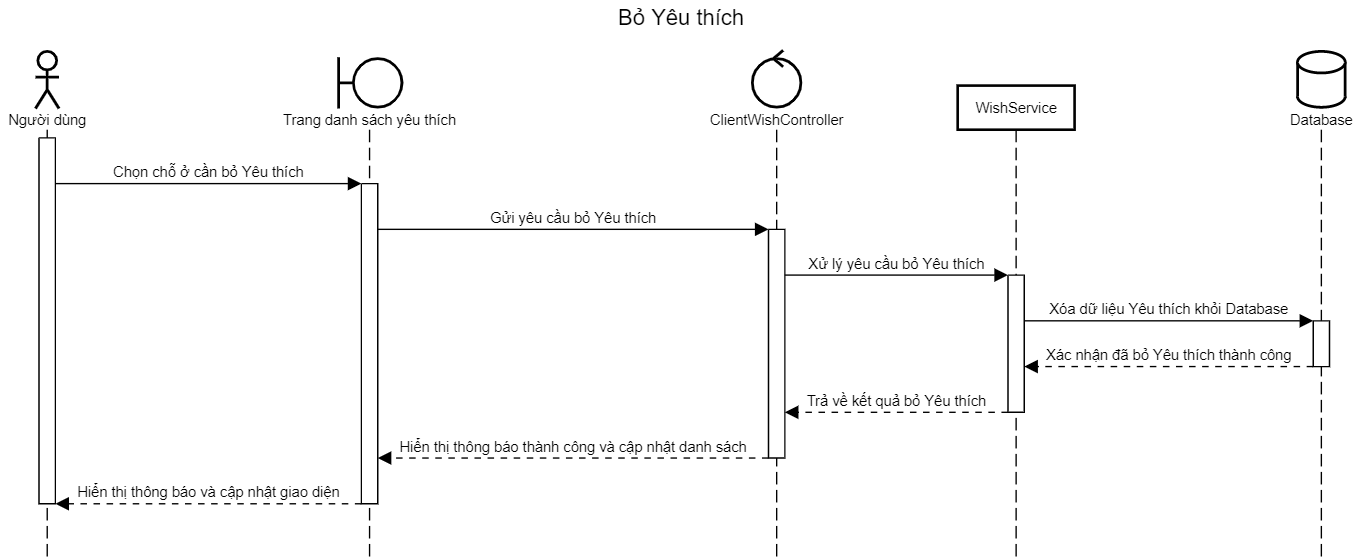 Bỏ Yêu thích
Người dùng
Trang danh sách yêu thích
ClientWishController
WishService
Database
Chọn chỗ ở cần bỏ Yêu thích
Gửi yêu cầu bỏ Yêu thích
Xử lý yêu cầu bỏ Yêu thích
Xóa dữ liệu Yêu thích khỏi Database
Xác nhận đã bỏ Yêu thích thành công
Trả về kết quả bỏ Yêu thích
Hiển thị thông báo thành công và cập nhật danh sách
Hiển thị thông báo và cập nhật giao diện